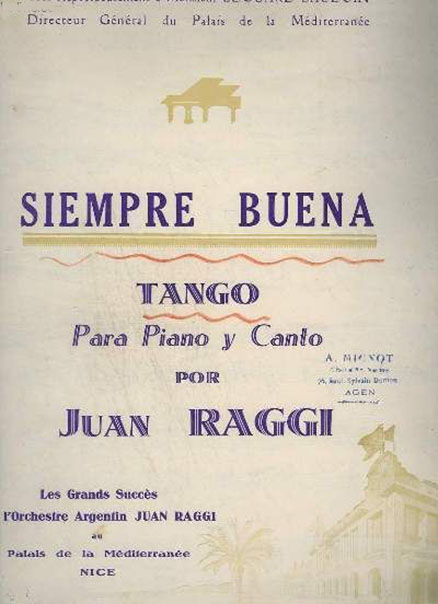 Directeur Général du Palais de la Méditerranée
SIEMPRE BUENA
TANGO
Para Piano y Canto
POR
JUAN RAGGI
A. MIGNOT
AGEN
Les Grands Succès
l'Orchestre Argentin JUAN RAGGI
au
Palais de la Méditerranée
NICE